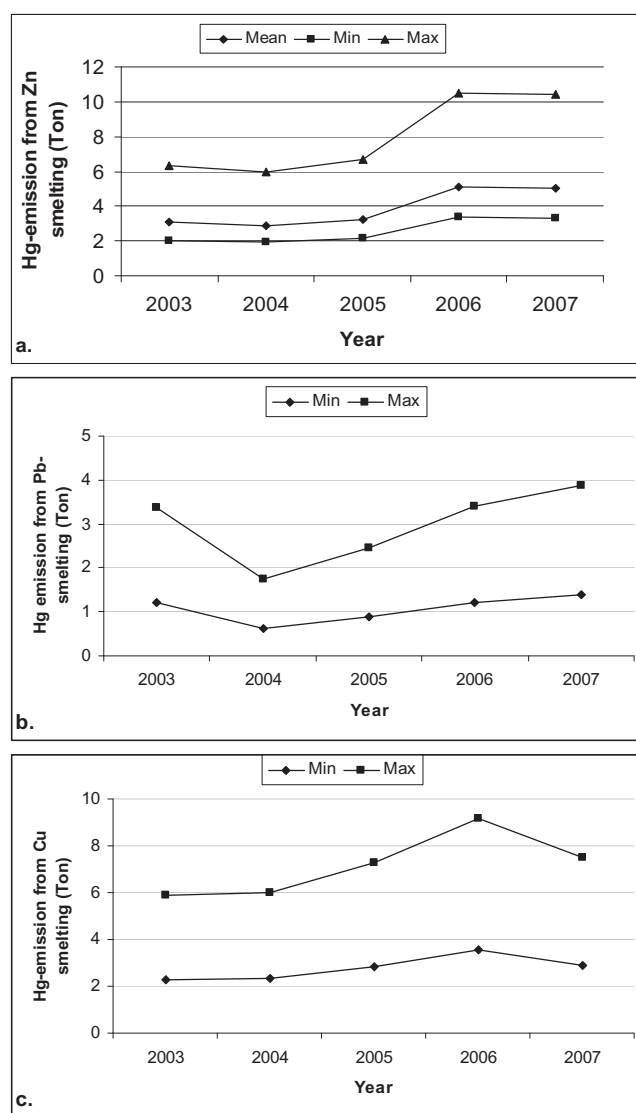 Mean Min Max
Hg-emission from Zn
smelting (Ton)
12
10
8
6
4
2
0
2003 2004 2005 2006 2007
Year
a.
Min Max
Hg emission from Pb-
smelting (Ton)
5
4
3
2
1
0
2003 2004 2005 2006 2007
Year
b.
Min Max
Hg-emission from Cu
smelting (Ton)
10
8
6
4
2
0
2003 2004 2005 2006 2007
Year
c.